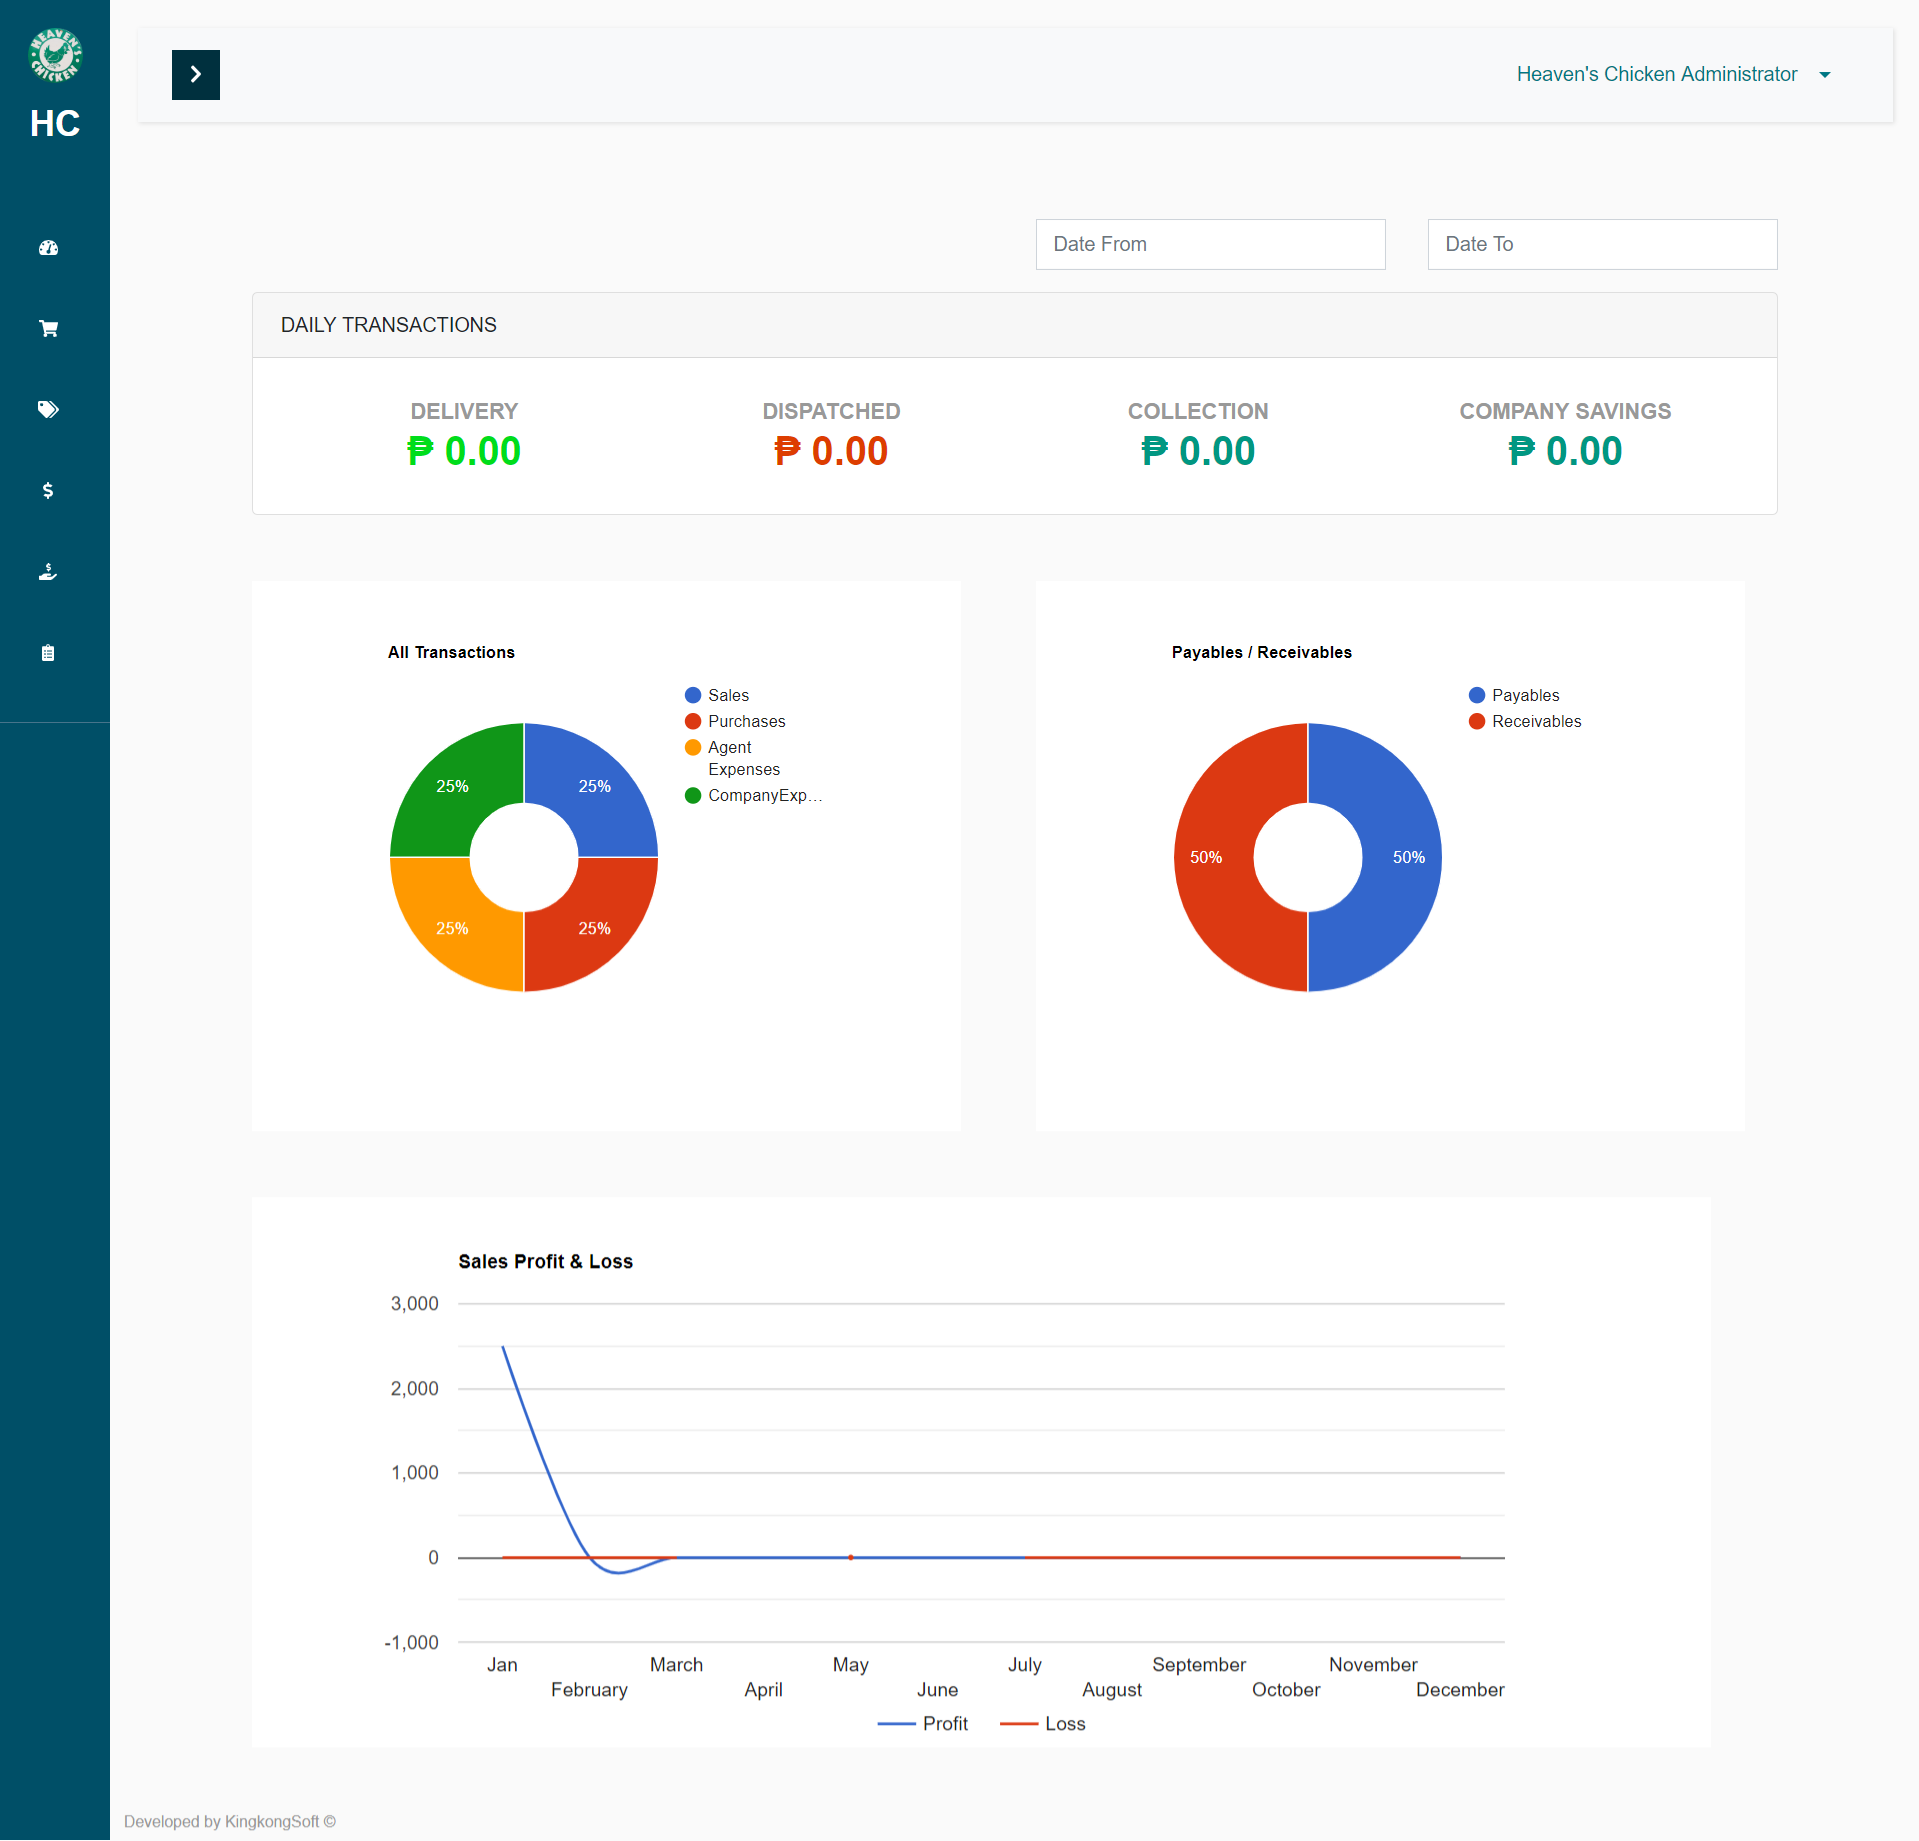 HEAVEN'S
CHICKEN
HC
Heaven's Chicken Administrator
Date From
Date To
DAILY TRANSACTIONS
DELIVERY
DISPATCHED
COLLECTION
COMPANY SAVINGS
₱ 0.00
₱ 0.00
₱ 0.00
₱ 0.00
All Transactions
Sales
Purchases
Agent
Expenses
CompanyExp...
25%
25%
25%
25%
Payables / Receivables
Payables
Receivables
50%
50%
Sales Profit & Loss
3,000
2,000
1,000
0
-1,000
Jan
March
May
July
September
November
February
April
June
August
October
December
Profit
Loss
Developed by KingkongSoft ©